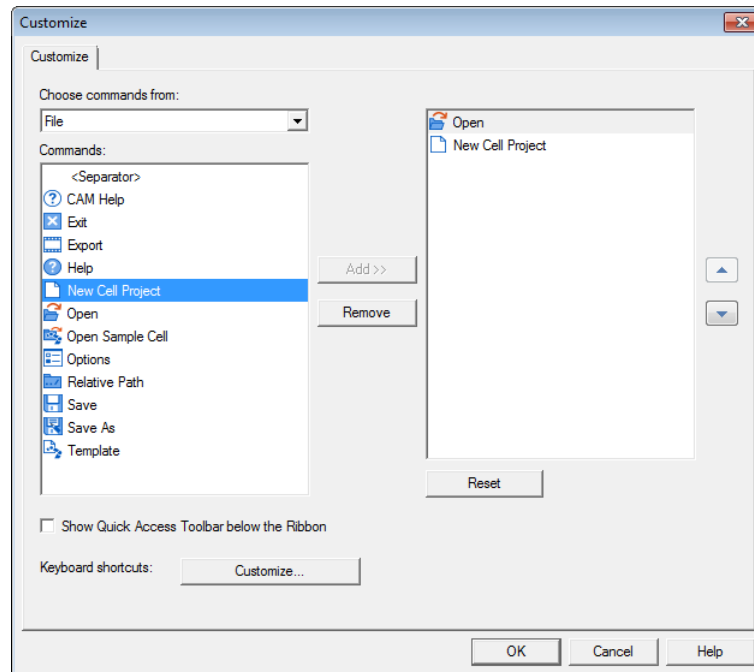 Customize
Customize
Choose commands from:
File
Commands:
<Separator>
CAM Help
Exit
Export
Help
New Cell Project
Open
Open Sample Cell
Options
Relative Path
Save
Save As
Template
Add >>
Remove
Open
New Cell Project
Reset
Show Quick Access Toolbar below the Ribbon
Keyboard shortcuts:
Customize...
OK
Cancel
Help